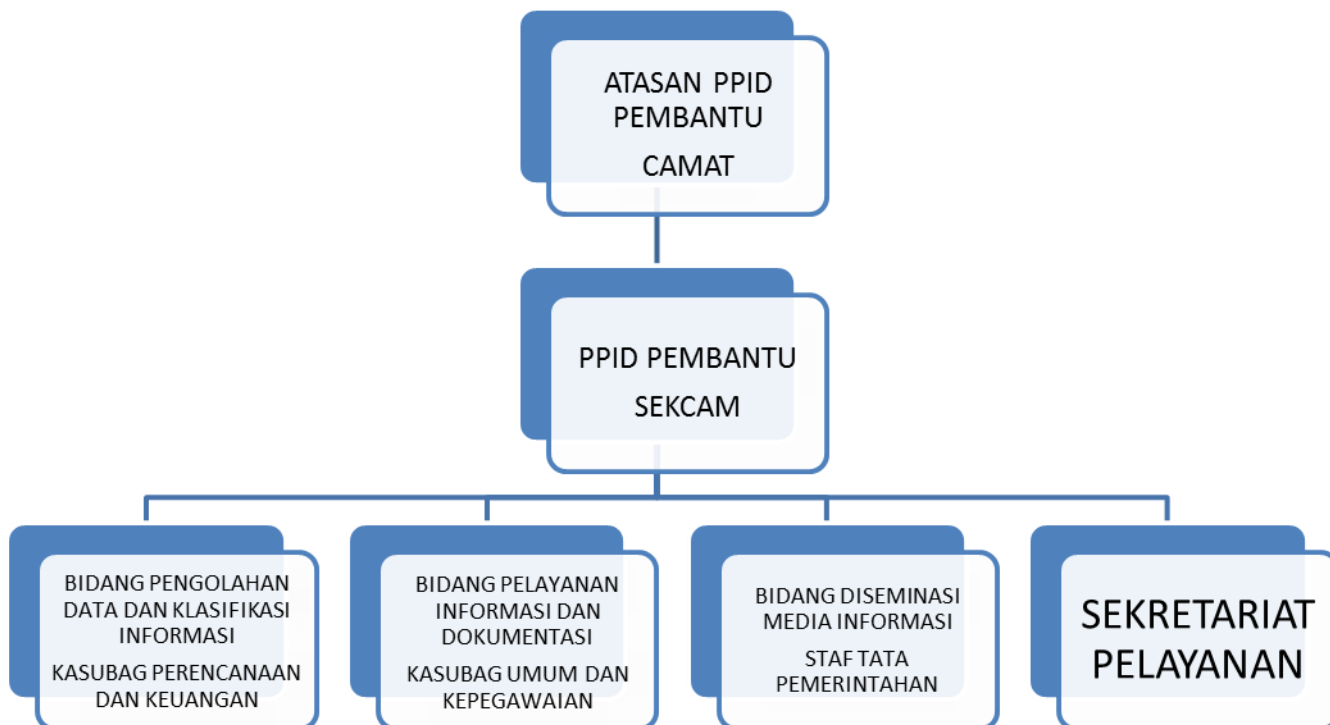 ATASAN PPID
PEMBANTU
CAMAT
PPID PEMBANTU
SEKCAM
BIDANG PENGOLAHAN
DATA DAN KLASIFIKASI
INFORMASI
KASUBAG PERENCANAAN
DAN KEUANGAN
BIDANG PELAYANAN
INFORMASI DAN
DOKUMENTASI
KASUBAG UMUM DAN
KEPEGAWAIAN
BIDANG DISEMINASI
MEDIA INFORMASI
STAF TATA
PEMERINTAHAN
SEKRETARIAT
PELAYANAN